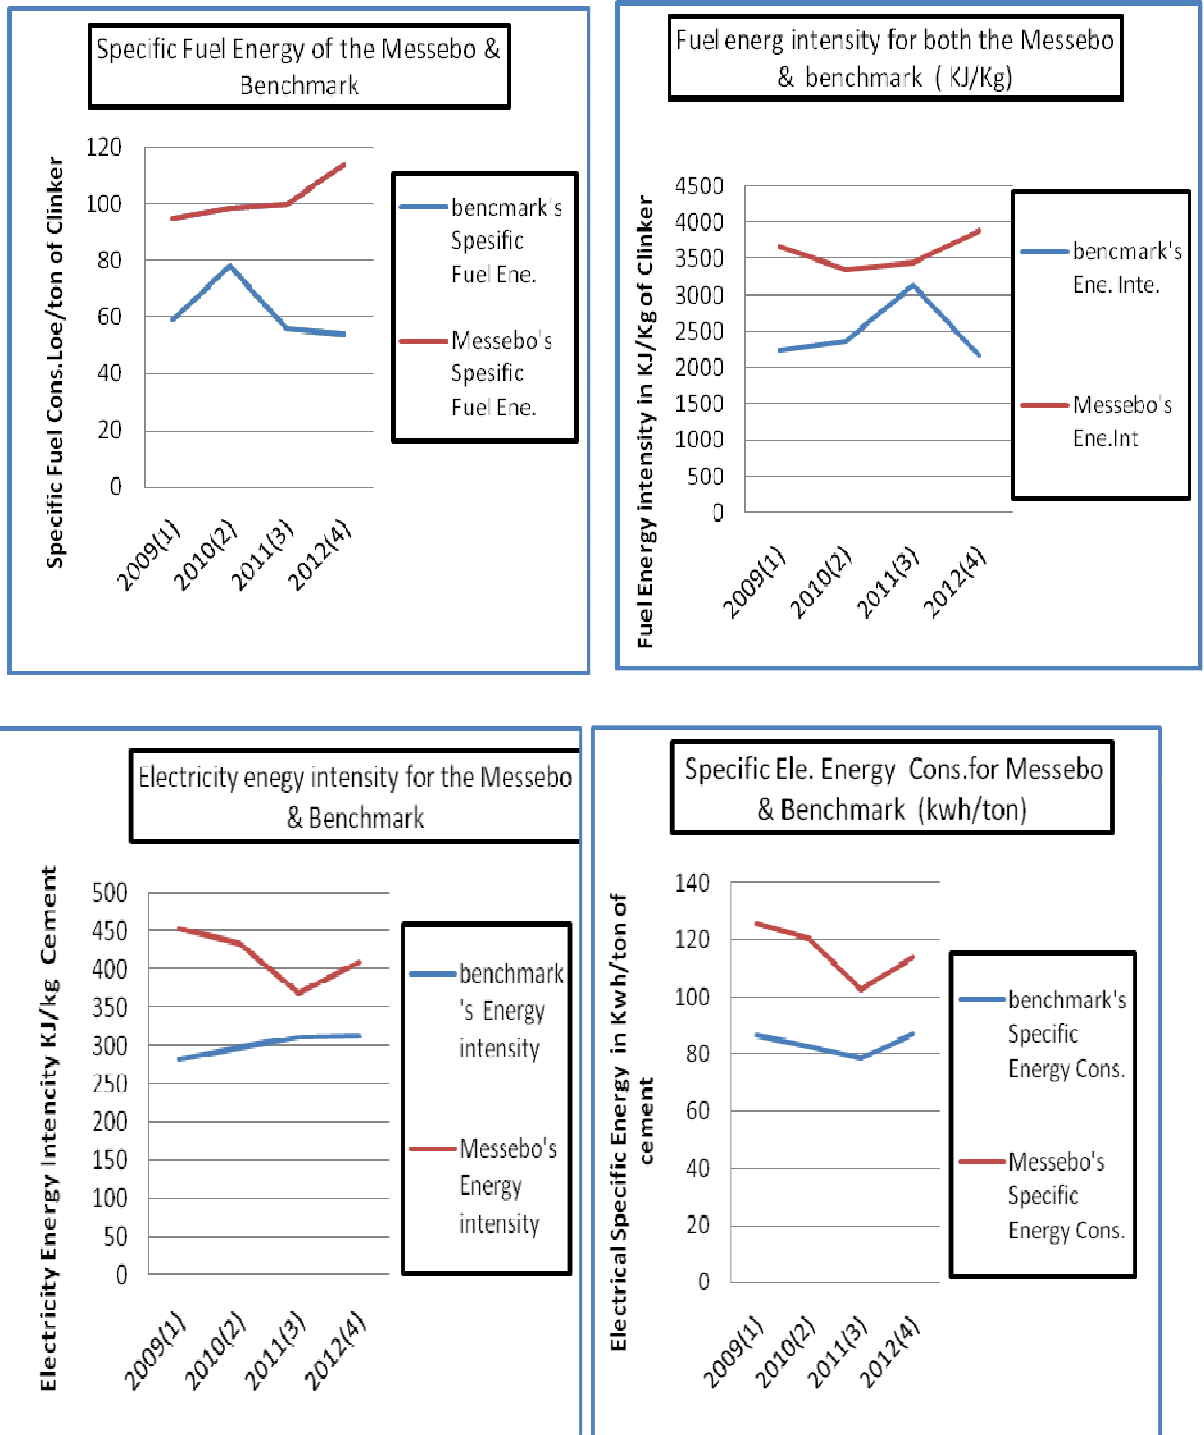 Specific Fuel Energy of the Messebo &
Benchmark
Specific Fuel Cons.Loe/ton of Clinker
120
100
80
60
40
20
0
2009(1)
2010(2)
2011(3)
2012(4)
bencmark's
Spesific
Fuel Ene.
Messebo's
Spesific
Fuel Ene.
Fuel energ intensity for both the Messebo
& benchmark ( KJ/Kg)
Fuel Energy intensity in KJ/Kg of Clinker
4500
4000
3500
3000
2500
2000
1500
1000
500
0
2009(1)
2010(2)
2011(3)
2012(4)
bencmark's
Ene. Inte.
Messebo's
Ene.Int
Electricity enegy intensity for the Messebo
& Benchmark
Electricity Energy Intencity KJ/kg Cement
500
450
400
350
300
250
200
150
100
50
0
2009(1)
2010(2)
2011(3)
2012(4)
benchmark
's Energy
intensity
Messebo's
Energy
intensity
Specific Ele. Energy Cons.for Messebo
& Benchmark (kwh/ton)
Electrical Specific Energy in Kwh/ton of
cement
140
120
100
80
60
40
20
0
2009(1)
2010(2)
2011(3)
2012(4)
benchmark's
Specific
Energy Cons.
Messebo's
Specific
Energy Cons.